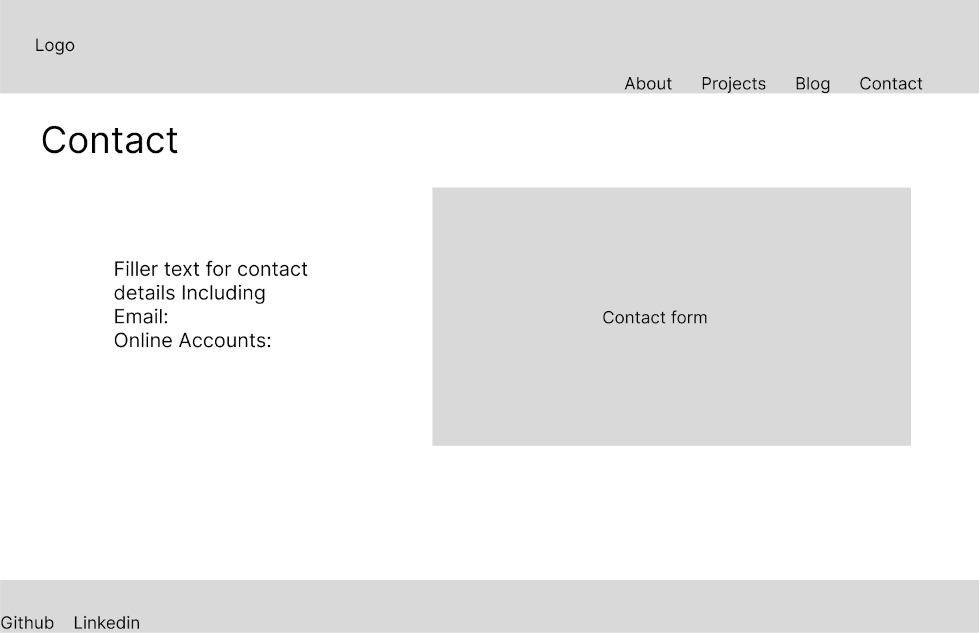 Logo
About Projects Blog Contact
Contact
Filler text for contact
details Including
Email:
Online Accounts:
Contact form
Github Linkedin